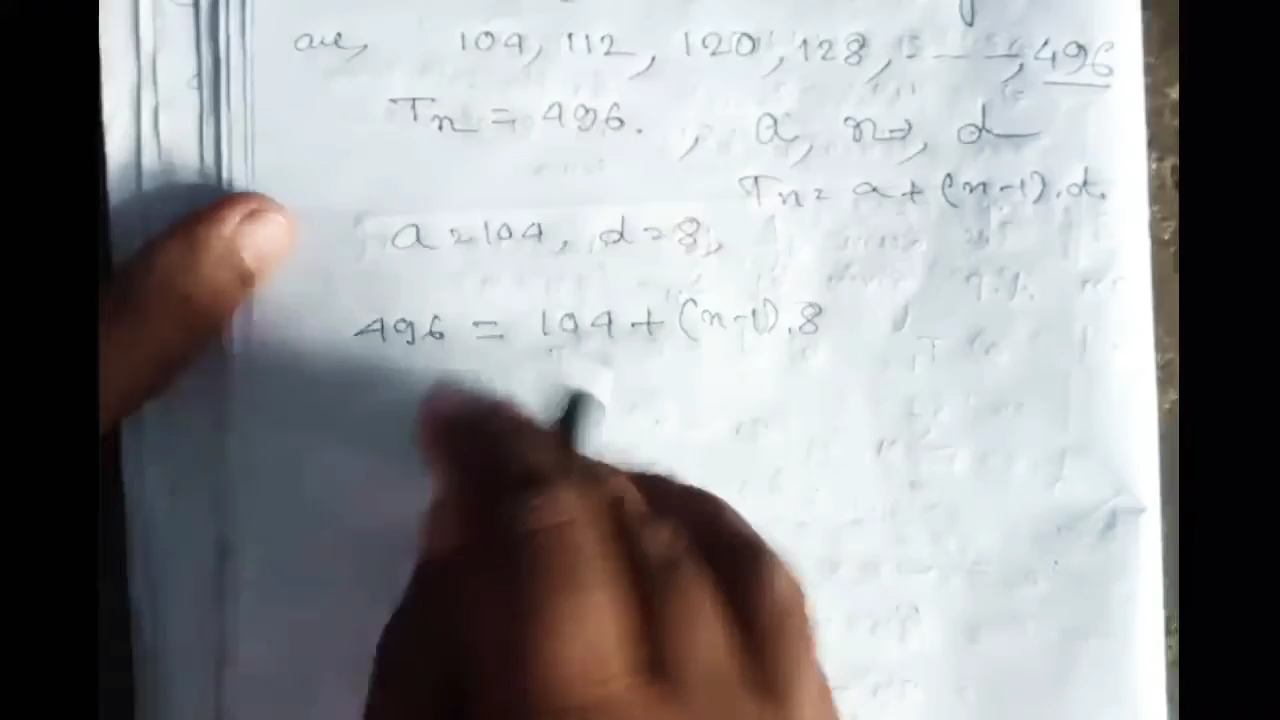 are, 104, 112, 120, 128, - - -, 496
Tn = 496. , a, n, d
Tn = a + (n-1).d.
a = 104, d = 8,
496 = 104 + (n-1).8